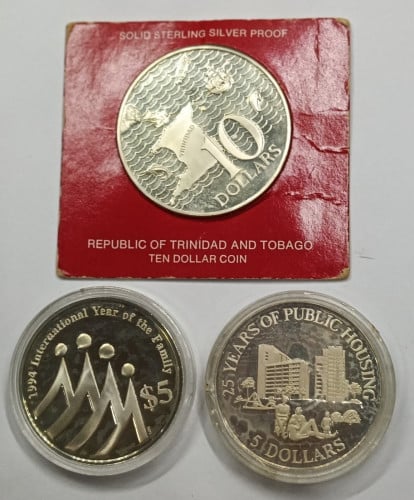 SOLID STERLING SILVER PROOF
TRINIDAD
10
DOLLARS
REPUBLIC OF TRINIDAD AND TOBAGO
TEN DOLLAR COIN
1994 International Year of the Family
$5
25 YEARS OF PUBLIC HOUSING
5 DOLLARS